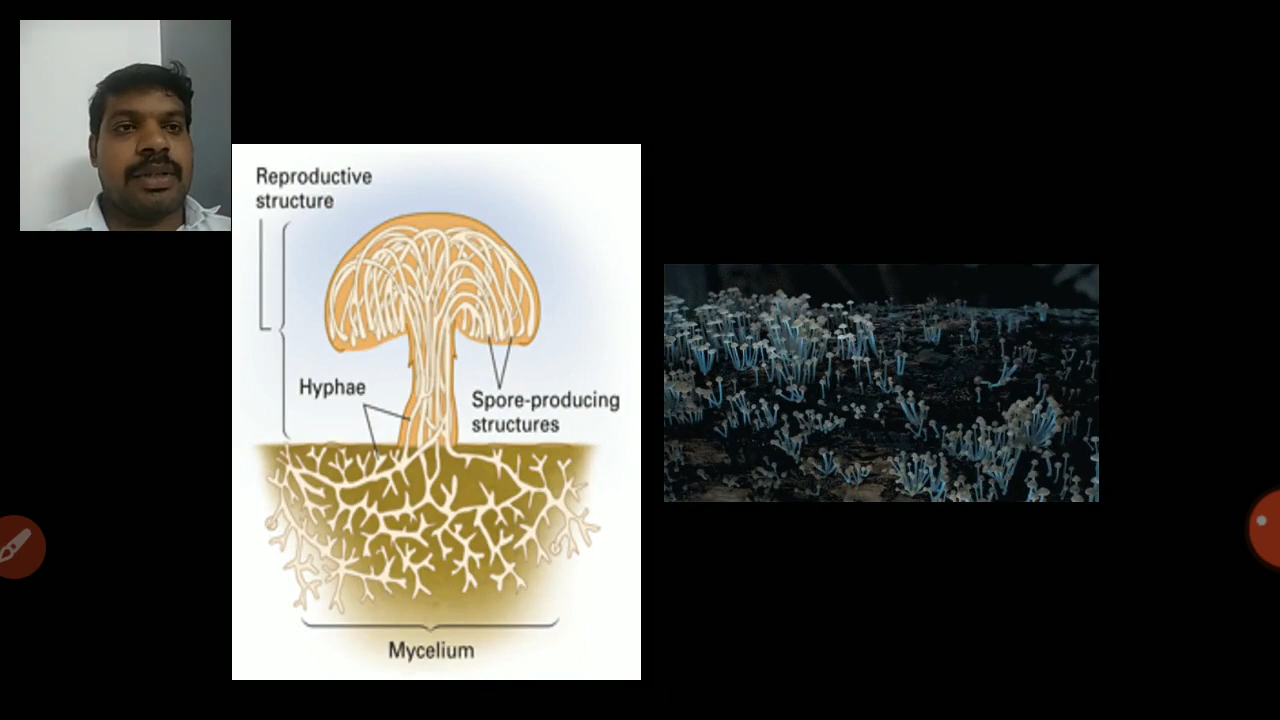 Reproductive
structure
Hyphae
Spore-producing
structures
Mycelium